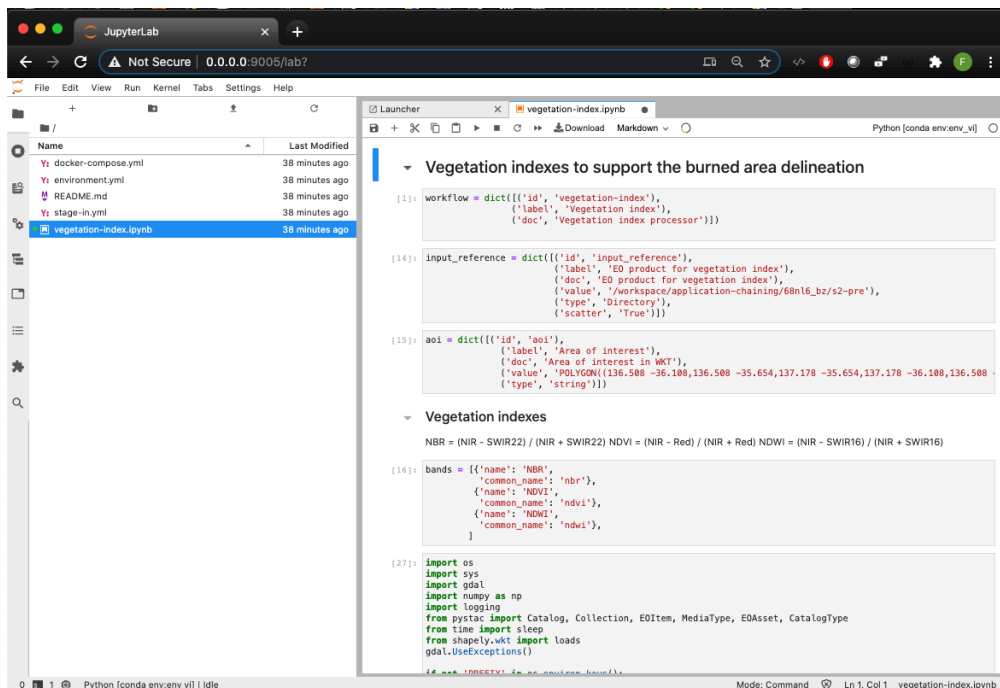 JupyterLab
Not Secure | 0.0.0.0:9005/lab?
F
File Edit View Run Kernel Tabs Settings Help
/
Name Last Modified
docker-compose.yml 38 minutes ago
environment.yml 38 minutes ago
README.md 38 minutes ago
stage-in.yml 38 minutes ago
vegetation-index.ipynb 38 minutes ago
Launcher
vegetation-index.ipynb
Download Markdown Python [conda env:env_vi]
Vegetation indexes to support the burned area delineation
[1]: workflow = dict([('id', 'vegetation-index'),
('label', 'Vegetation index'),
('doc', 'Vegetation index processor')])
[14]: input_reference = dict([('id', 'input_reference'),
('label', 'EO product for vegetation index'),
('doc', 'EO product for vegetation index'),
('value', '/workspace/application-chaining/68nl6_bz/s2-pre'),
('type', 'Directory'),
('scatter', 'True')])
[15]: aoi = dict([('id', 'aoi'),
('label', 'Area of interest'),
('doc', 'Area of interest in WKT'),
('value', 'POLYGON((136.508 -36.108,136.508 -35.654,137.178 -35.654,137.178 -36.108,136.508 -
('type', 'string')])
Vegetation indexes
NBR = (NIR - SWIR22) / (NIR + SWIR22) NDVI = (NIR - Red) / (NIR + Red) NDWI = (NIR - SWIR16) / (NIR + SWIR16)
[16]: bands = [{'name': 'NBR',
'common_name': 'nbr'},
{'name': 'NDVI',
'common_name': 'ndvi'},
{'name': 'NDWI',
'common_name': 'ndwi'},
]
[27]: import os
import sys
import gdal
import numpy as np
import logging
from pystac import Catalog, Collection, EOItem, MediaType, EOAsset, CatalogType
from time import sleep
from shapely.wkt import loads
gdal.UseExceptions()
if not 'PREFIX' in os.environ.keys():
0 1 Python [conda env:env_vi] | Idle Mode: Command Ln 1, Col 1 vegetation-index.ipynb